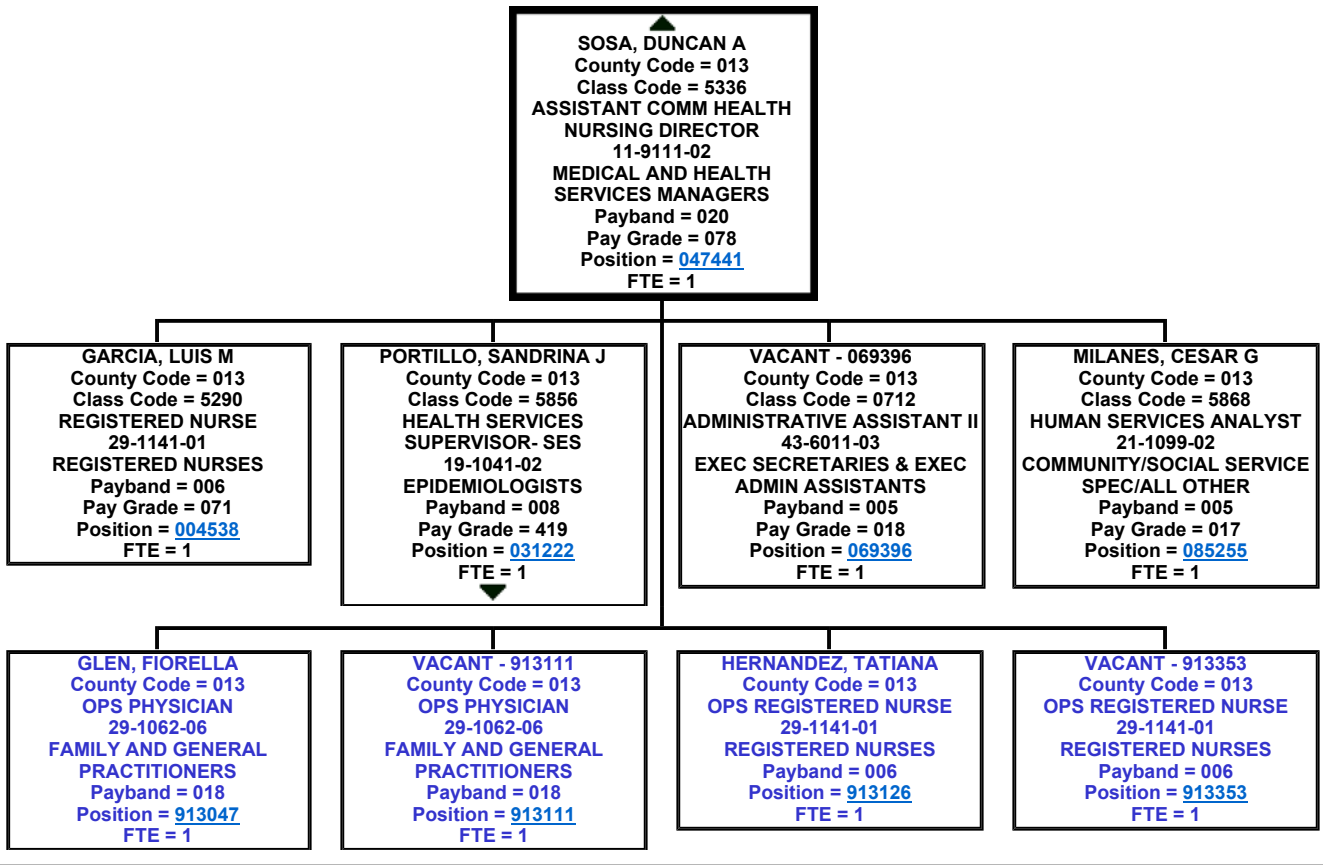 SOSA, DUNCAN A
County Code = 013
Class Code = 5336
ASSISTANT COMM HEALTH
NURSING DIRECTOR
11-9111-02
MEDICAL AND HEALTH
SERVICES MANAGERS
Payband = 020
Pay Grade = 078
Position = 047441
FTE = 1
GARCIA, LUIS M
County Code = 013
Class Code = 5290
REGISTERED NURSE
29-1141-01
REGISTERED NURSES
Payband = 006
Pay Grade = 071
Position = 004538
FTE = 1
PORTILLO, SANDRINA J
County Code = 013
Class Code = 5856
HEALTH SERVICES
SUPERVISOR- SES
19-1041-02
EPIDEMIOLOGISTS
Payband = 008
Pay Grade = 419
Position = 031222
FTE = 1
VACANT - 069396
County Code = 013
Class Code = 0712
ADMINISTRATIVE ASSISTANT II
43-6011-03
EXEC SECRETARIES & EXEC
ADMIN ASSISTANTS
Payband = 005
Pay Grade = 018
Position = 069396
FTE = 1
MILANES, CESAR G
County Code = 013
Class Code = 5868
HUMAN SERVICES ANALYST
21-1099-02
COMMUNITY/SOCIAL SERVICE
SPEC/ALL OTHER
Payband = 005
Pay Grade = 017
Position = 085255
FTE = 1
GLEN, FIORELLA
County Code = 013
OPS PHYSICIAN
29-1062-06
FAMILY AND GENERAL
PRACTITIONERS
Payband = 018
Position = 913047
FTE = 1
VACANT - 913111
County Code = 013
OPS PHYSICIAN
29-1062-06
FAMILY AND GENERAL
PRACTITIONERS
Payband = 018
Position = 913111
FTE = 1
HERNANDEZ, TATIANA
County Code = 013
OPS REGISTERED NURSE
29-1141-01
REGISTERED NURSES
Payband = 006
Position = 913126
FTE = 1
VACANT - 913353
County Code = 013
OPS REGISTERED NURSE
29-1141-01
REGISTERED NURSES
Payband = 006
Position = 913353
FTE = 1